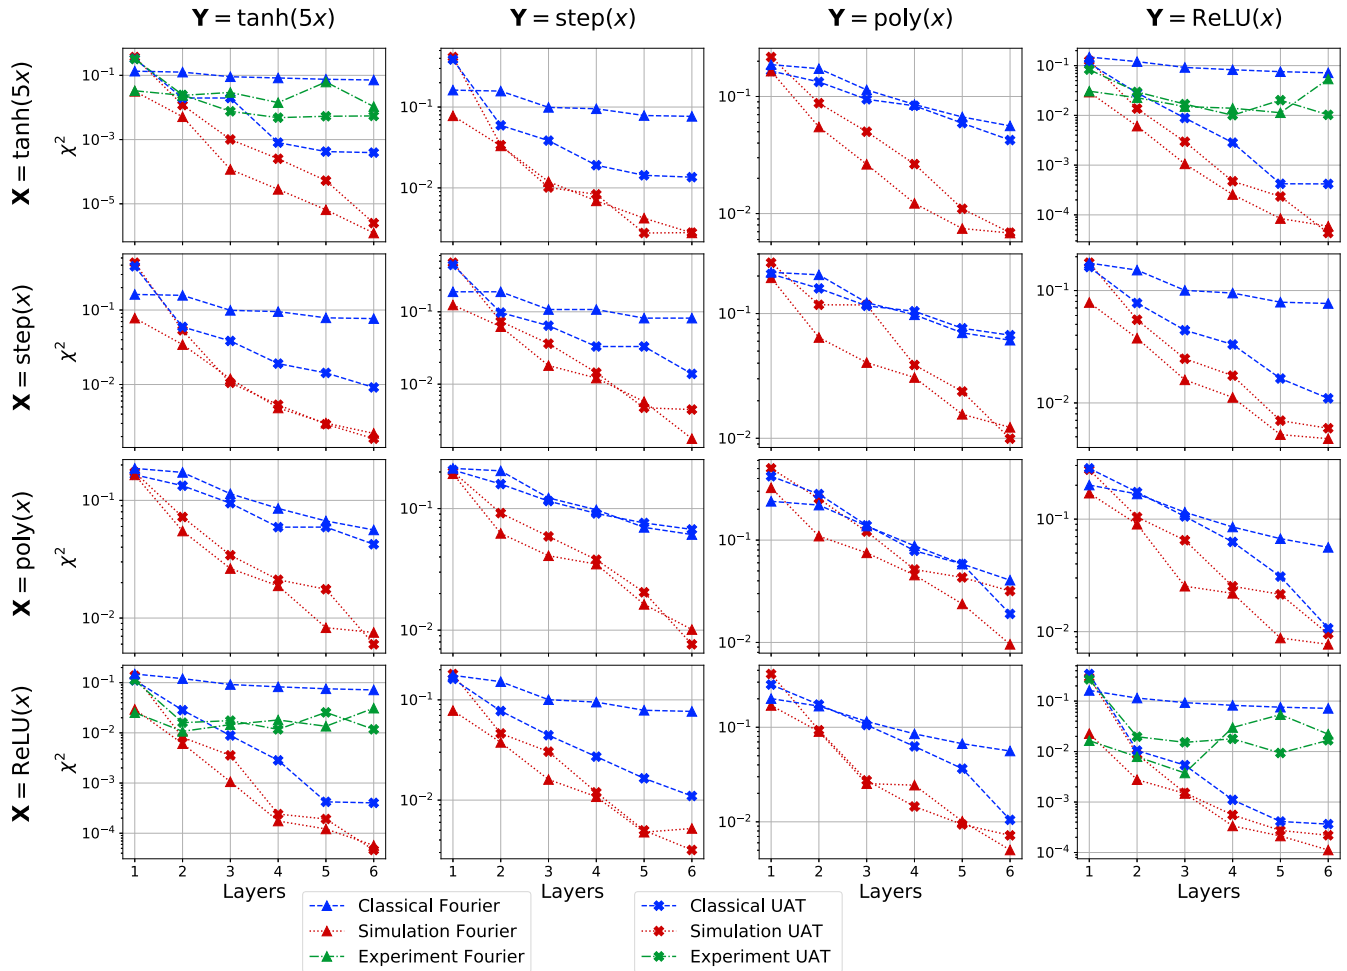 Y = tanh(5x)
Y = step(x)
Y = poly(x)
Y = ReLU(x)
X = tanh(5x)
χ²
10⁻¹
10⁻³
10⁻⁵
10⁻¹
10⁻²
10⁻¹
10⁻²
10⁻¹
10⁻²
10⁻³
10⁻⁴
X = step(x)
χ²
10⁻¹
10⁻²
10⁻¹
10⁻²
10⁻¹
10⁻²
10⁻¹
10⁻²
X = poly(x)
χ²
10⁻¹
10⁻²
10⁻¹
10⁻²
10⁻¹
10⁻²
10⁻¹
10⁻²
X = ReLU(x)
χ²
10⁻¹
10⁻²
10⁻³
10⁻⁴
10⁻¹
10⁻²
10⁻¹
10⁻²
10⁻¹
10⁻²
10⁻³
10⁻⁴
1 2 3 4 5 6
1 2 3 4 5 6
1 2 3 4 5 6
1 2 3 4 5 6
Layers
Layers
Layers
Layers
Classical Fourier
Simulation Fourier
Experiment Fourier
Classical UAT
Simulation UAT
Experiment UAT